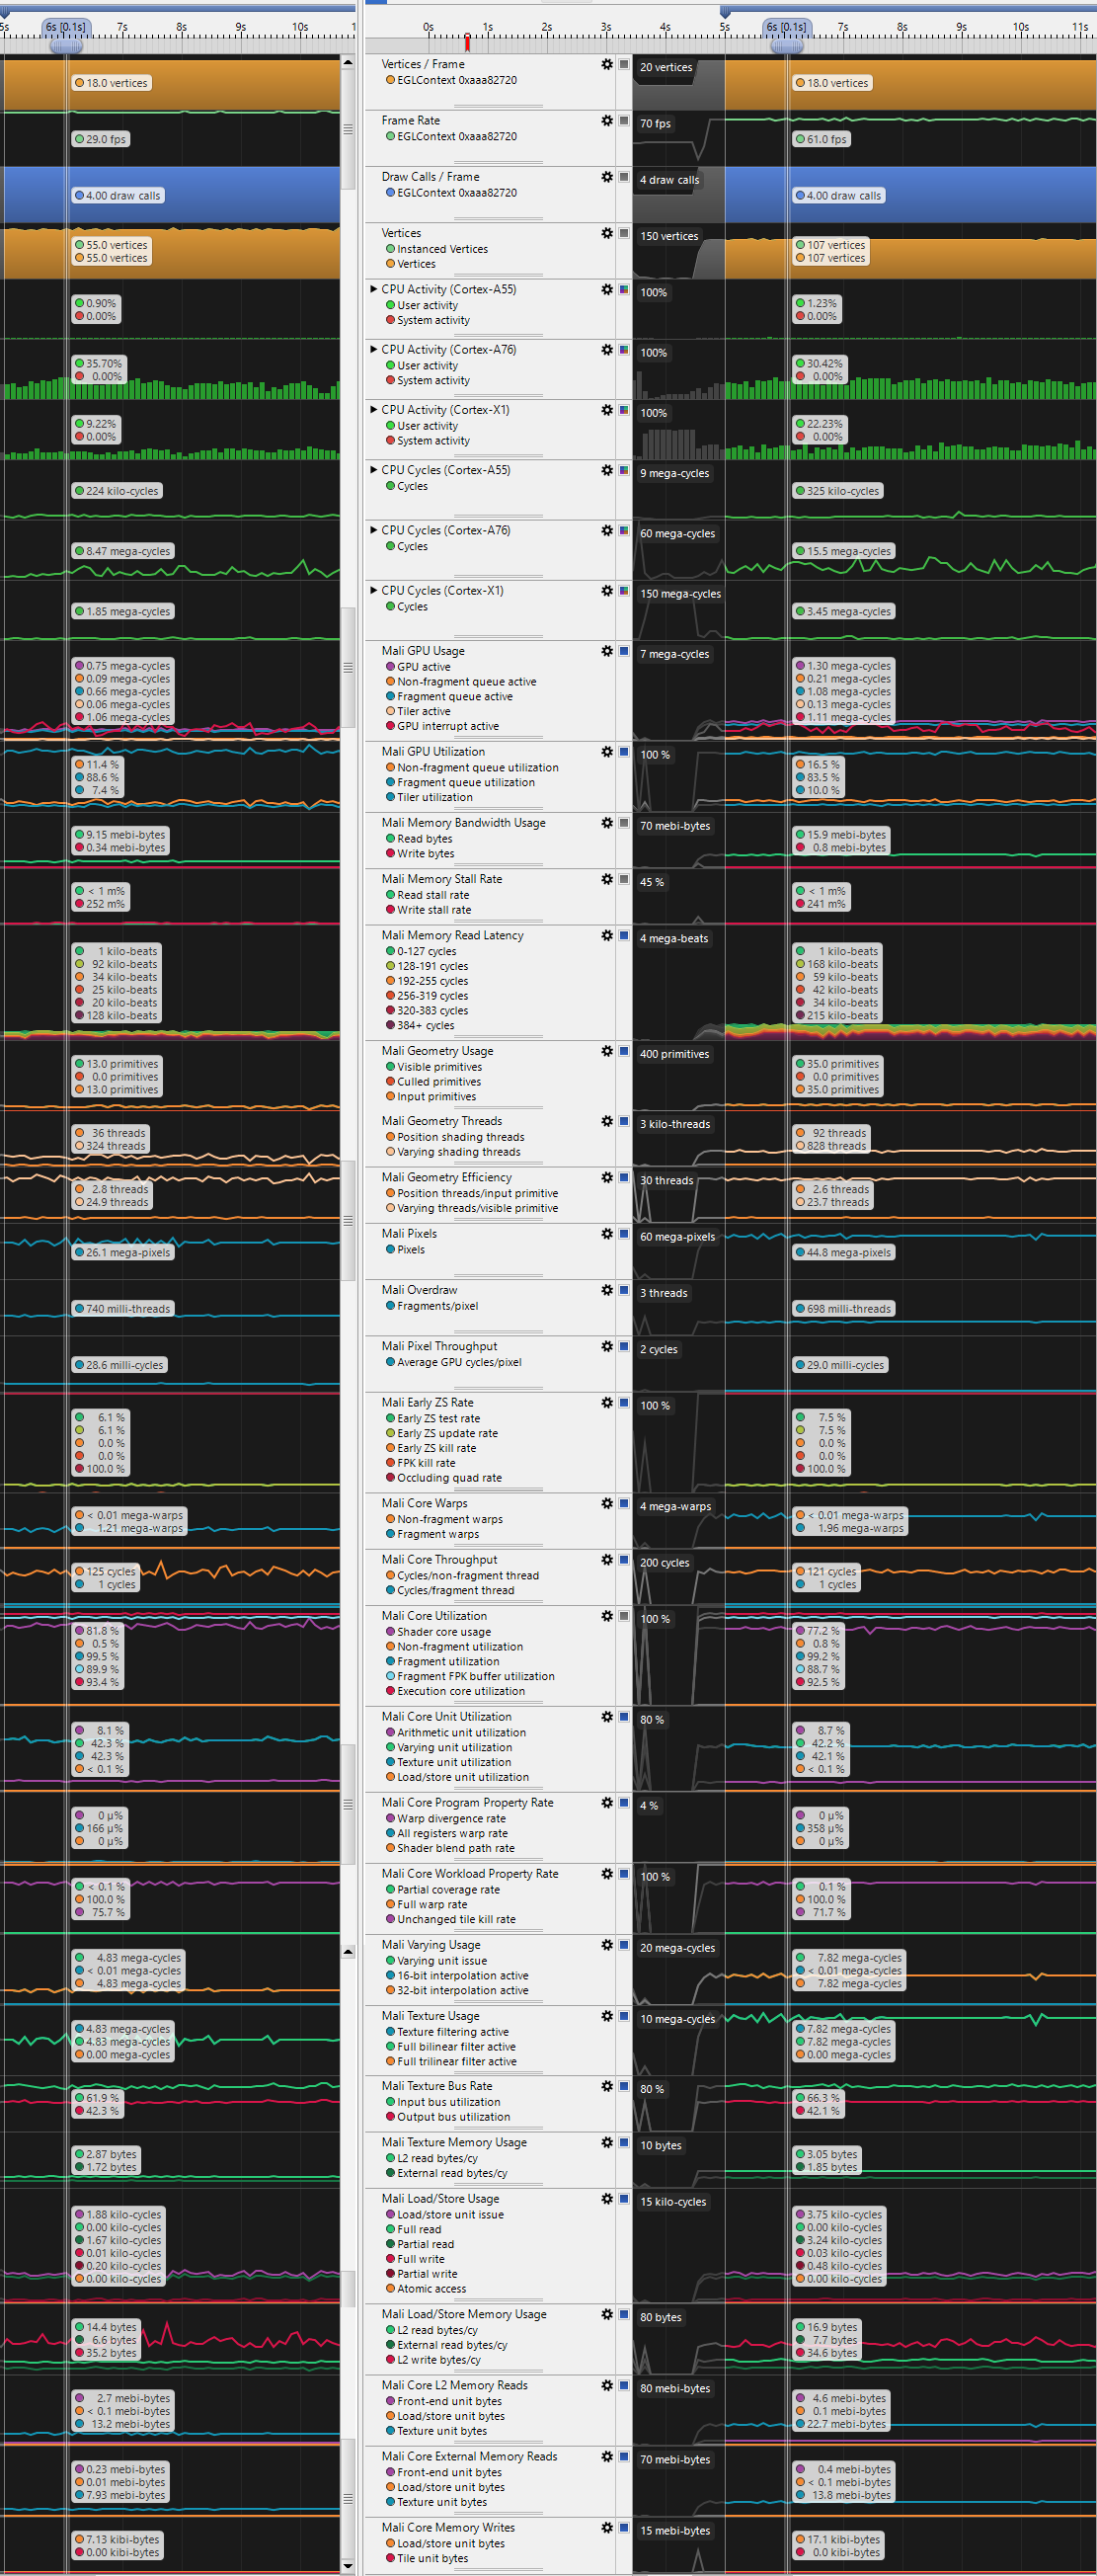 5s 6s [0.1s] 7s 8s 9s 10s 1
0s 1s 2s 3s 4s 5s 6s [0.1s] 7s 8s 9s 10s 11s
18.0 vertices
Vertices / Frame
EGLContext 0xaaa82720
20 vertices
18.0 vertices
29.0 fps
Frame Rate
EGLContext 0xaaa82720
70 fps
61.0 fps
4.00 draw calls
Draw Calls / Frame
EGLContext 0xaaa82720
4 draw calls
4.00 draw calls
55.0 vertices
55.0 vertices
Vertices
Instanced Vertices
Vertices
150 vertices
107 vertices
107 vertices
0.90%
0.00%
CPU Activity (Cortex-A55)
User activity
System activity
100%
1.23%
0.00%
35.70%
0.00%
CPU Activity (Cortex-A76)
User activity
System activity
100%
30.42%
0.00%
9.22%
0.00%
CPU Activity (Cortex-X1)
User activity
System activity
100%
22.23%
0.00%
224 kilo-cycles
CPU Cycles (Cortex-A55)
Cycles
9 mega-cycles
325 kilo-cycles
8.47 mega-cycles
CPU Cycles (Cortex-A76)
Cycles
60 mega-cycles
15.5 mega-cycles
1.85 mega-cycles
CPU Cycles (Cortex-X1)
Cycles
150 mega-cycles
3.45 mega-cycles
0.75 mega-cycles
0.09 mega-cycles
0.66 mega-cycles
0.06 mega-cycles
1.06 mega-cycles
Mali GPU Usage
GPU active
Non-fragment queue active
Fragment queue active
Tiler active
GPU interrupt active
7 mega-cycles
1.30 mega-cycles
0.21 mega-cycles
1.08 mega-cycles
0.13 mega-cycles
1.11 mega-cycles
11.4 %
88.6 %
7.4 %
Mali GPU Utilization
Non-fragment queue utilization
Fragment queue utilization
Tiler utilization
100 %
16.5 %
83.5 %
10.0 %
9.15 mebi-bytes
0.34 mebi-bytes
Mali Memory Bandwidth Usage
Read bytes
Write bytes
70 mebi-bytes
15.9 mebi-bytes
0.8 mebi-bytes
< 1 m%
252 m%
Mali Memory Stall Rate
Read stall rate
Write stall rate
45 %
< 1 m%
241 m%
1 kilo-beats
92 kilo-beats
34 kilo-beats
25 kilo-beats
20 kilo-beats
128 kilo-beats
Mali Memory Read Latency
0-127 cycles
128-191 cycles
192-255 cycles
256-319 cycles
320-383 cycles
384+ cycles
4 mega-beats
1 kilo-beats
168 kilo-beats
59 kilo-beats
42 kilo-beats
34 kilo-beats
215 kilo-beats
13.0 primitives
0.0 primitives
13.0 primitives
Mali Geometry Usage
Visible primitives
Culled primitives
Input primitives
400 primitives
35.0 primitives
0.0 primitives
35.0 primitives
36 threads
324 threads
Mali Geometry Threads
Position shading threads
Varying shading threads
3 kilo-threads
92 threads
828 threads
2.8 threads
24.9 threads
Mali Geometry Efficiency
Position threads/input primitive
Varying threads/visible primitive
30 threads
2.6 threads
23.7 threads
26.1 mega-pixels
Mali Pixels
Pixels
60 mega-pixels
44.8 mega-pixels
740 milli-threads
Mali Overdraw
Fragments/pixel
3 threads
698 milli-threads
28.6 milli-cycles
Mali Pixel Throughput
Average GPU cycles/pixel
2 cycles
29.0 milli-cycles
6.1 %
6.1 %
0.0 %
0.0 %
100.0 %
Mali Early ZS Rate
Early ZS test rate
Early ZS update rate
Early ZS kill rate
FPK kill rate
Occluding quad rate
100 %
7.5 %
7.5 %
0.0 %
0.0 %
100.0 %
< 0.01 mega-warps
1.21 mega-warps
Mali Core Warps
Non-fragment warps
Fragment warps
4 mega-warps
< 0.01 mega-warps
1.96 mega-warps
125 cycles
1 cycles
Mali Core Throughput
Cycles/non-fragment thread
Cycles/fragment thread
200 cycles
121 cycles
1 cycles
81.8 %
0.5 %
99.5 %
89.9 %
93.4 %
Mali Core Utilization
Shader core usage
Non-fragment utilization
Fragment utilization
Fragment FPK buffer utilization
Execution core utilization
100 %
77.2 %
0.8 %
99.2 %
88.7 %
92.5 %
8.1 %
42.3 %
42.3 %
< 0.1 %
Mali Core Unit Utilization
Arithmetic unit utilization
Varying unit utilization
Texture unit utilization
Load/store unit utilization
80 %
8.7 %
42.2 %
42.1 %
< 0.1 %
0 µ%
166 µ%
0 µ%
Mali Core Program Property Rate
Warp divergence rate
All registers warp rate
Shader blend path rate
4 %
0 µ%
358 µ%
0 µ%
< 0.1 %
100.0 %
75.7 %
Mali Core Workload Property Rate
Partial coverage rate
Full warp rate
Unchanged tile kill rate
100 %
0.1 %
100.0 %
71.7 %
4.83 mega-cycles
< 0.01 mega-cycles
4.83 mega-cycles
Mali Varying Usage
Varying unit issue
16-bit interpolation active
32-bit interpolation active
20 mega-cycles
7.82 mega-cycles
< 0.01 mega-cycles
7.82 mega-cycles
4.83 mega-cycles
4.83 mega-cycles
0.00 mega-cycles
Mali Texture Usage
Texture filtering active
Full bilinear filter active
Full trilinear filter active
10 mega-cycles
7.82 mega-cycles
7.82 mega-cycles
0.00 mega-cycles
61.9 %
42.3 %
Mali Texture Bus Rate
Input bus utilization
Output bus utilization
80 %
66.3 %
42.1 %
2.87 bytes
1.72 bytes
Mali Texture Memory Usage
L2 read bytes/cy
External read bytes/cy
10 bytes
3.05 bytes
1.85 bytes
1.88 kilo-cycles
0.00 kilo-cycles
1.67 kilo-cycles
0.01 kilo-cycles
0.20 kilo-cycles
0.00 kilo-cycles
Mali Load/Store Usage
Load/store unit issue
Full read
Partial read
Full write
Partial write
Atomic access
15 kilo-cycles
3.75 kilo-cycles
0.00 kilo-cycles
3.24 kilo-cycles
0.03 kilo-cycles
0.48 kilo-cycles
0.00 kilo-cycles
14.4 bytes
6.6 bytes
35.2 bytes
Mali Load/Store Memory Usage
L2 read bytes/cy
External read bytes/cy
L2 write bytes/cy
80 bytes
16.9 bytes
7.7 bytes
34.6 bytes
2.7 mebi-bytes
< 0.1 mebi-bytes
13.2 mebi-bytes
Mali Core L2 Memory Reads
Front-end unit bytes
Load/store unit bytes
Texture unit bytes
80 mebi-bytes
4.6 mebi-bytes
0.1 mebi-bytes
22.7 mebi-bytes
0.23 mebi-bytes
0.01 mebi-bytes
7.93 mebi-bytes
Mali Core External Memory Reads
Front-end unit bytes
Load/store unit bytes
Texture unit bytes
70 mebi-bytes
0.4 mebi-bytes
< 0.1 mebi-bytes
13.8 mebi-bytes
7.13 kibi-bytes
0.00 kibi-bytes
Mali Core Memory Writes
Load/store unit bytes
Tile unit bytes
15 mebi-bytes
17.1 kibi-bytes
0.0 kibi-bytes